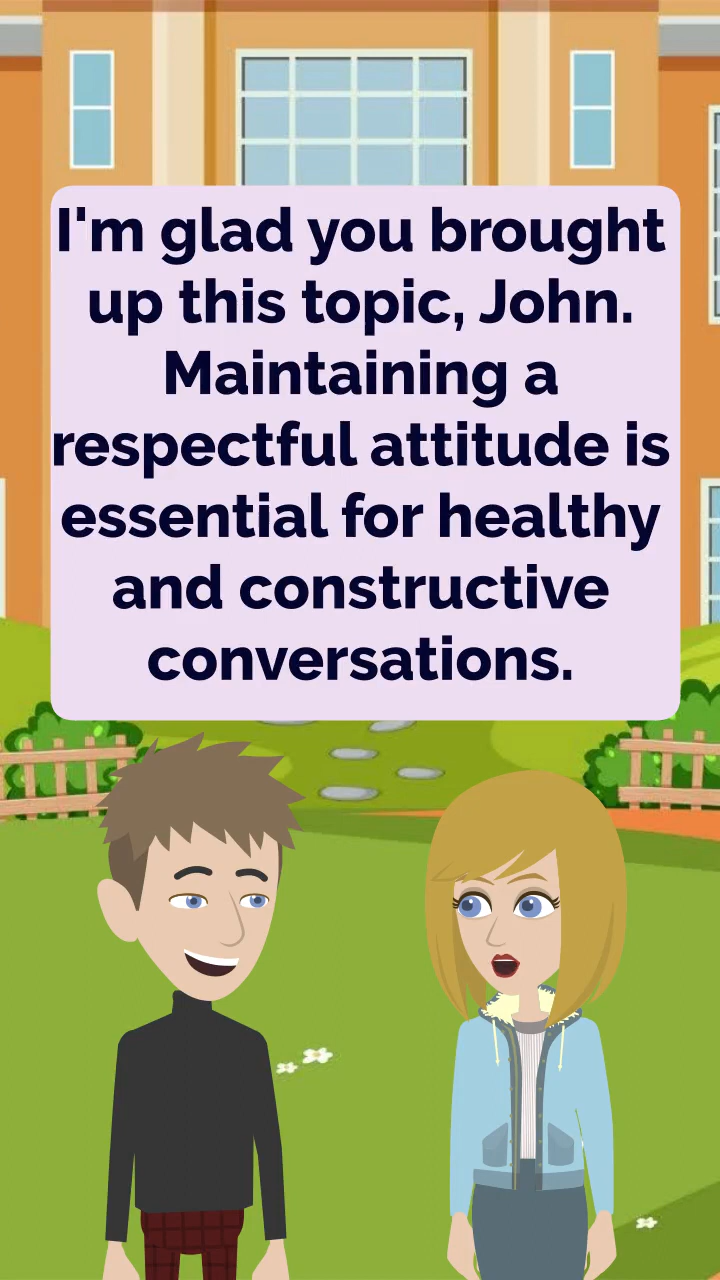 I'm glad you brought
up this topic, John.
Maintaining a
respectful attitude is
essential for healthy
and constructive
conversations.